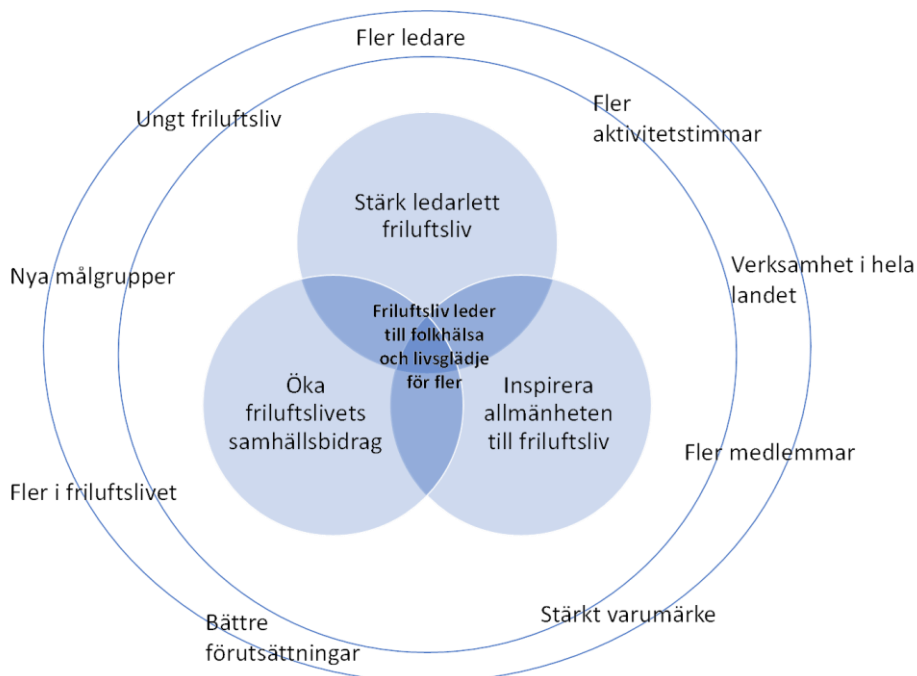 Fler ledare
Ungt friluftsliv
Fler
aktivitetstimmar
Stärk ledarlett
friluftsliv
Nya målgrupper
Verksamhet i hela
landet
Friluftsliv leder
till folkhälsa
och livsglädje
för fler
Öka
friluftslivets
samhällsbidrag
Inspirera
allmänheten
till friluftsliv
Fler medlemmar
Fler i friluftslivet
Bättre
förutsättningar
Stärkt varumärke